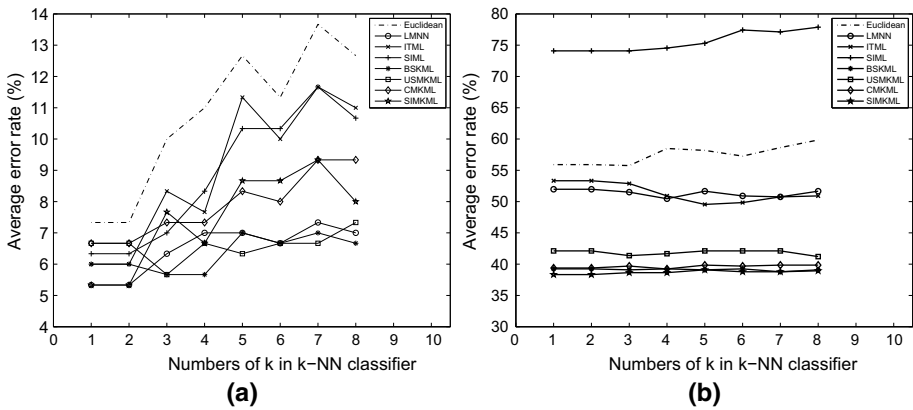 14
13
12
11
10
9
8
7
6
5
4
0 1 2 3 4 5 6 7 8 9 10
Average error rate (%)
Numbers of k in k−NN classifier
Euclidean
LMNN
ITML
SIML
BSKML
USMKML
CMKML
SIMKML
(a)
80
75
70
65
60
55
50
45
40
35
30
0 1 2 3 4 5 6 7 8 9 10
Average error rate (%)
Numbers of k in k−NN classifier
Euclidean
LMNN
ITML
SIML
BSKML
USMKML
CMKML
SIMKML
(b)